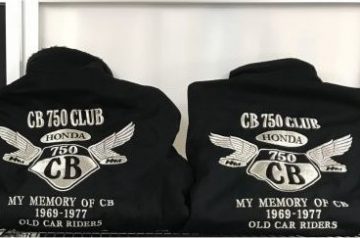 CB 750 CLUB
HONDA
750
CB
MY MEMORY OF CB
1969-1977
OLD CAR RIDERS
CB 750 CLUB
HONDA
750
CB
MY MEMORY OF CB
1969-1977
OLD CAR RIDERS